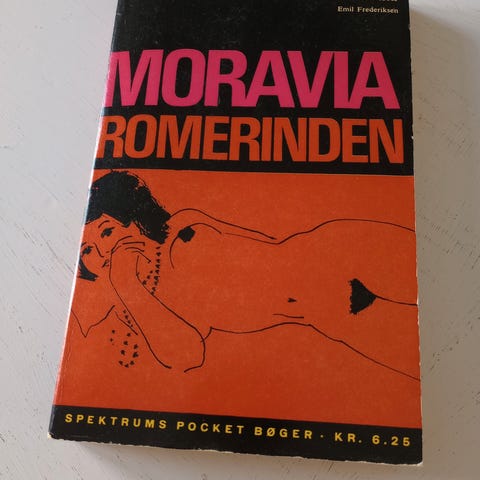 Emil Frederiksen
MORAVIA
ROMERINDEN
SPEKTRUMS POCKET BØGER · KR. 6.25